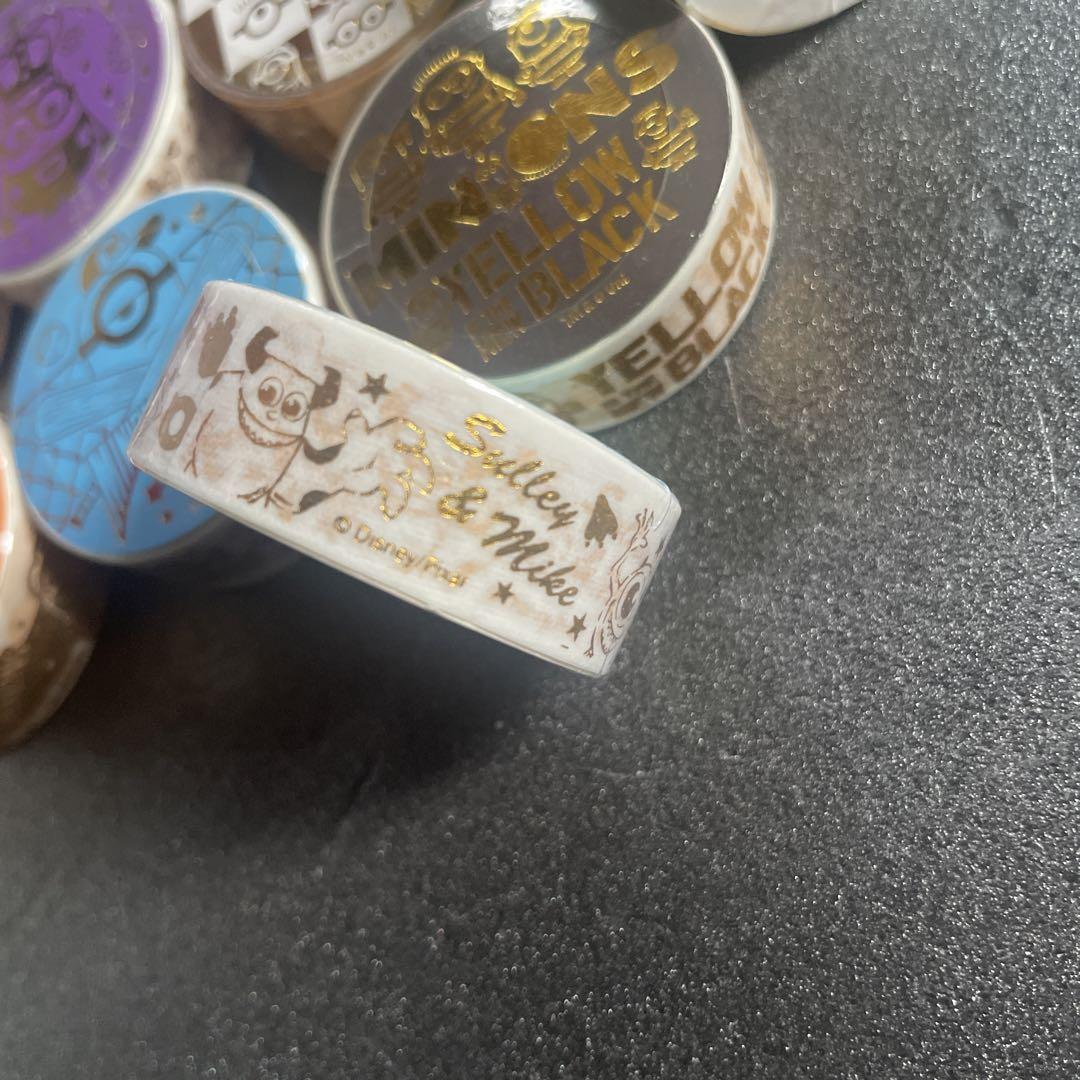 MINIONS
YELLOW
BLACK
YELLOW
BLACK
Sulley
& Mike
© Disney/Pixar